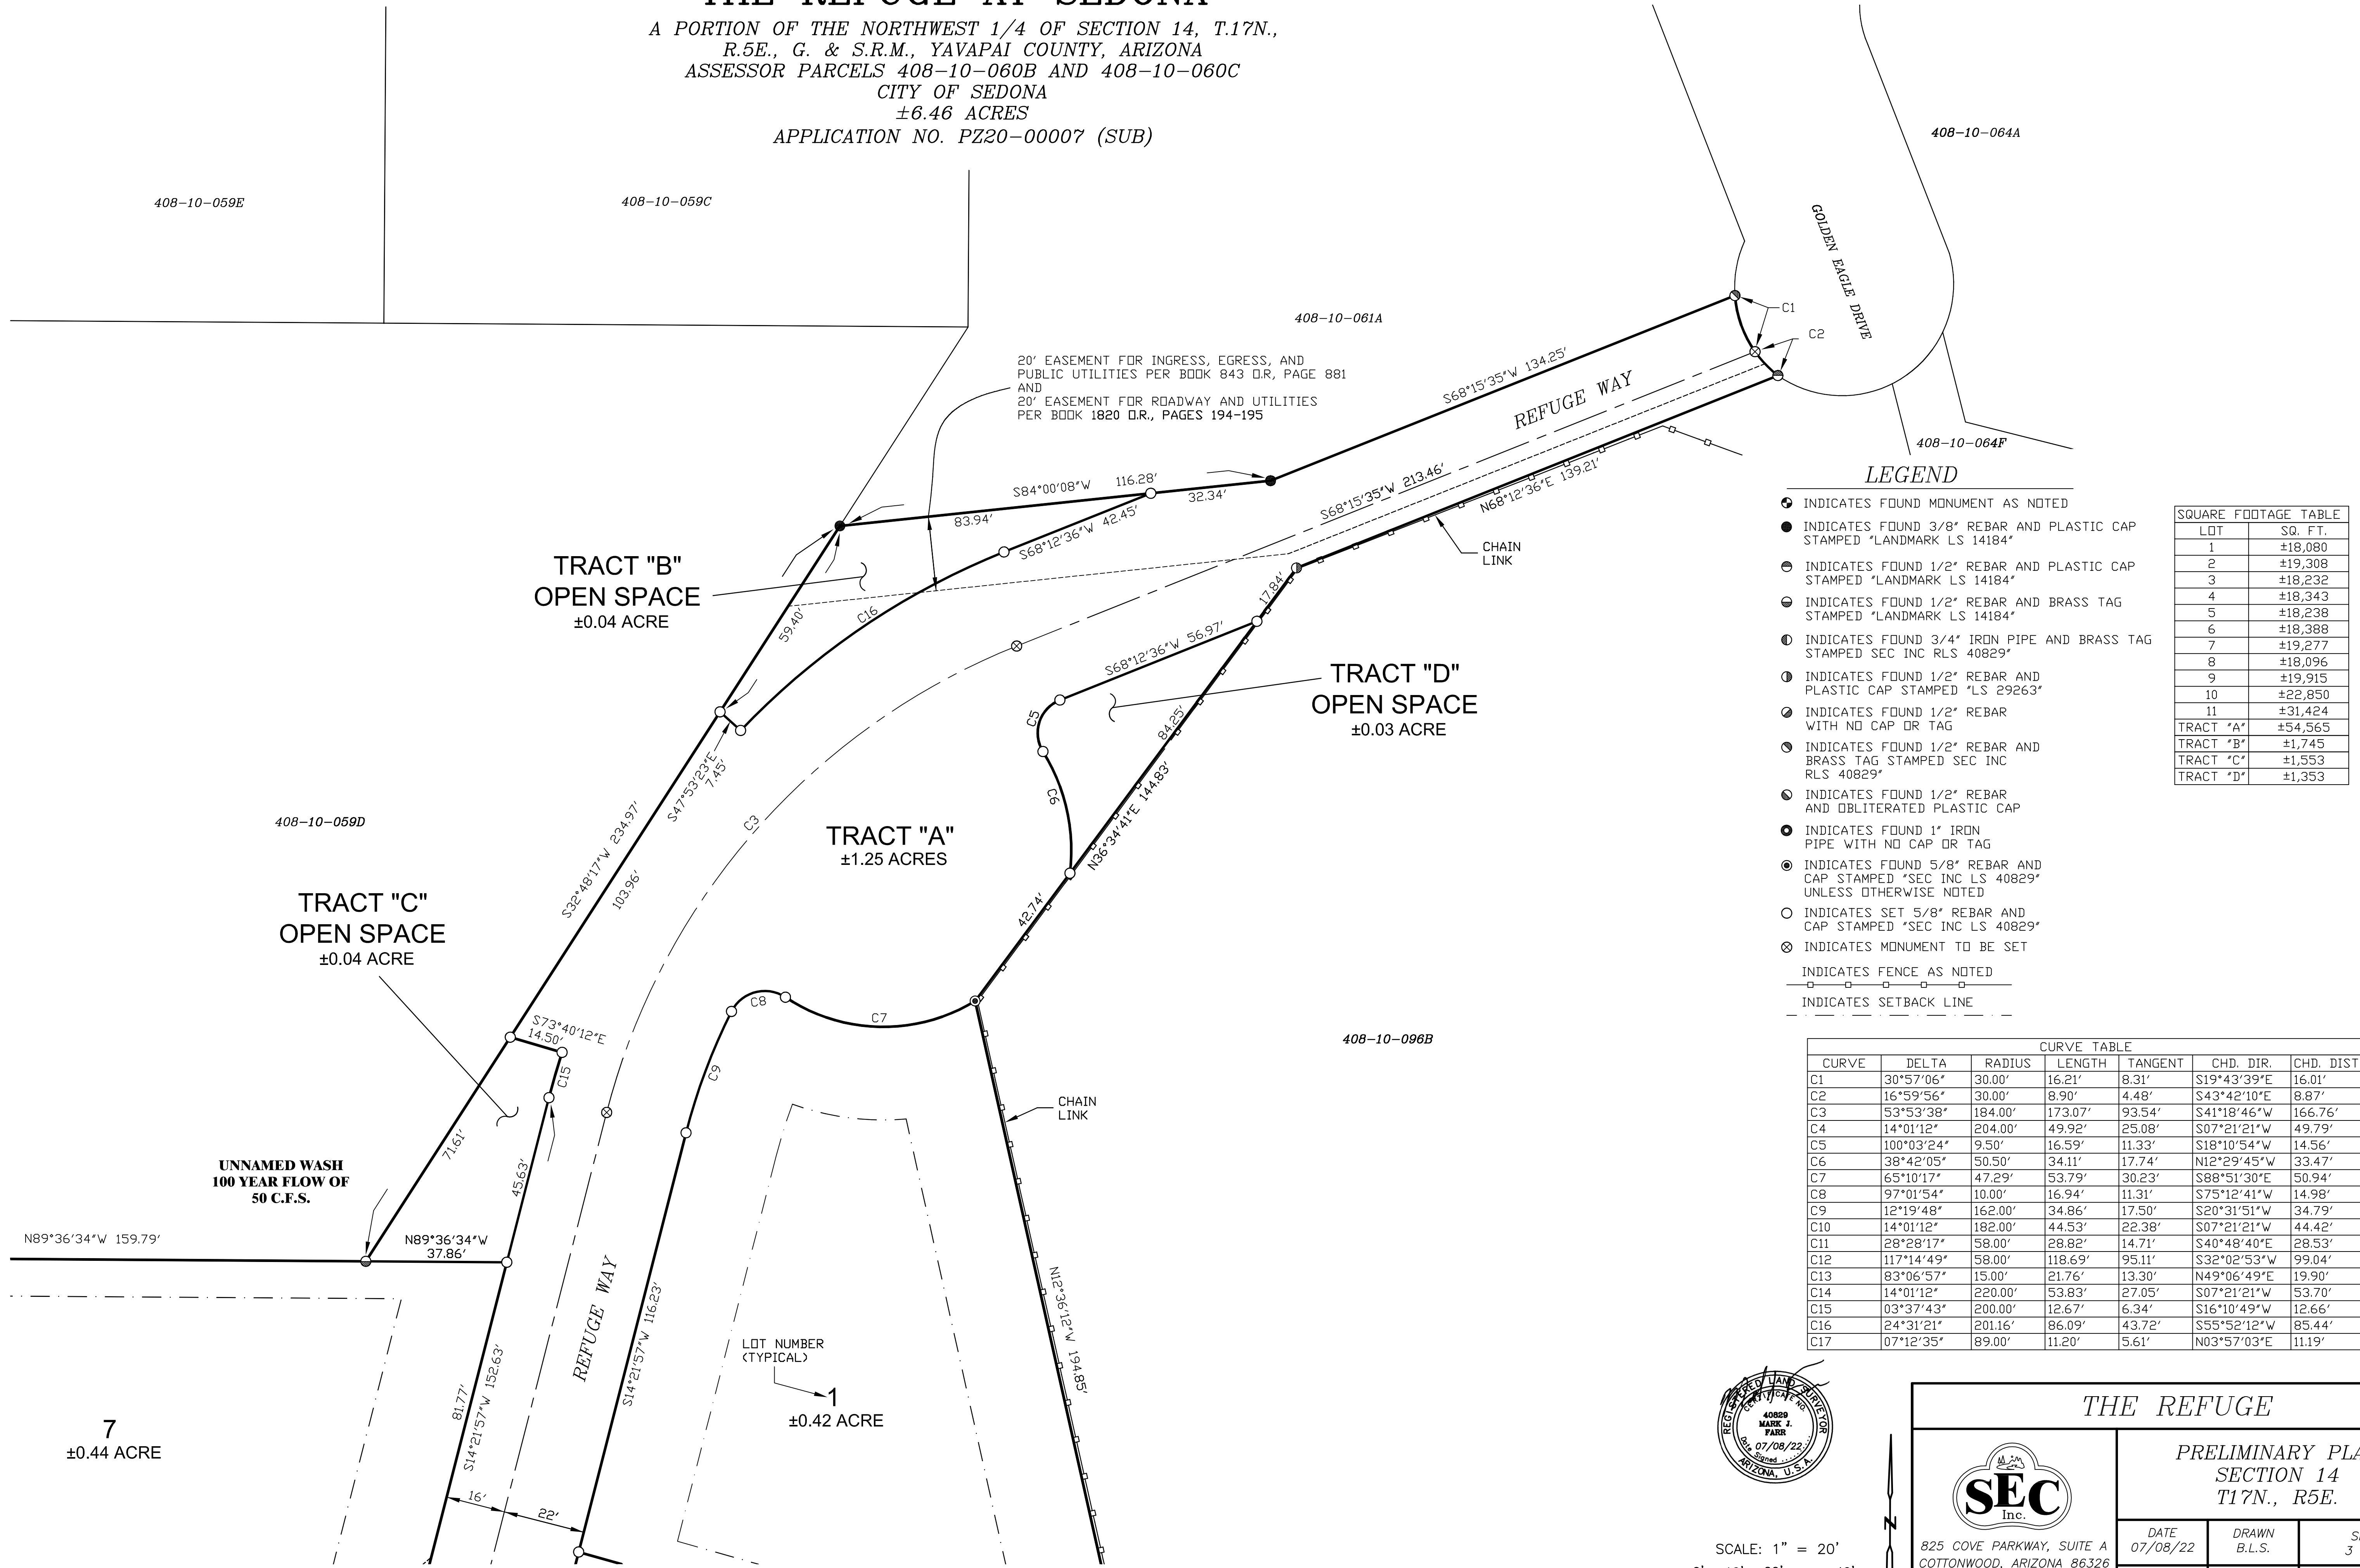 THE REFUGE AT SEDONA
A PORTION OF THE NORTHWEST 1/4 OF SECTION 14, T.17N.,
R.5E., G. & S.R.M., YAVAPAI COUNTY, ARIZONA
ASSESSOR PARCELS 408-10-060B AND 408-10-060C
CITY OF SEDONA
±6.46 ACRES
APPLICATION NO. PZ20-00007 (SUB)
408-10-064A
408-10-059E
408-10-059C
GOLDEN EAGLE DRIVE
408-10-061A
C1
C2
20' EASEMENT FOR INGRESS, EGRESS, AND
PUBLIC UTILITIES PER BOOK 843 O.R, PAGE 881
AND
20' EASEMENT FOR ROADWAY AND UTILITIES
PER BOOK 1820 O.R., PAGES 194-195
S68°15'35"W 134.25'
REFUGE WAY
408-10-064F
S84°00'08"W 116.28'
83.94'
32.34'
S68°12'36"W 42.45'
S68°15'35"W 213.46'
N68°12'36"E 139.21'
CHAIN
LINK
TRACT "B"
OPEN SPACE
±0.04 ACRE
59.40'
C16
17.84'
S68°12'36"W 56.97'
TRACT "D"
OPEN SPACE
±0.03 ACRE
C5
84.25'
S47°53'23"E
7.45'
C6
N36°34'41"E 144.83'
C3
408-10-059D
TRACT "A"
±1.25 ACRES
S32°48'17"W 234.97'
103.96'
42.74'
TRACT "C"
OPEN SPACE
±0.04 ACRE
C8
C7
S73°40'12"E
14.50'
C15
C9
408-10-096B
CHAIN
LINK
71.61'
UNNAMED WASH
100 YEAR FLOW OF
50 C.F.S.
45.63'
N89°36'34"W 159.79'
N89°36'34"W
37.86'
REFUGE WAY
S14°21'57"W 116.23'
N12°36'12"W 194.85'
LOT NUMBER
(TYPICAL)
1
±0.42 ACRE
81.77'
S14°21'57"W 152.63'
7
±0.44 ACRE
16'
22'
LEGEND
INDICATES FOUND MONUMENT AS NOTED
INDICATES FOUND 3/8" REBAR AND PLASTIC CAP
STAMPED "LANDMARK LS 14184"
INDICATES FOUND 1/2" REBAR AND PLASTIC CAP
STAMPED "LANDMARK LS 14184"
INDICATES FOUND 1/2" REBAR AND BRASS TAG
STAMPED "LANDMARK LS 14184"
INDICATES FOUND 3/4" IRON PIPE AND BRASS TAG
STAMPED SEC INC RLS 40829"
INDICATES FOUND 1/2" REBAR AND
PLASTIC CAP STAMPED "LS 29263"
INDICATES FOUND 1/2" REBAR
WITH NO CAP OR TAG
INDICATES FOUND 1/2" REBAR AND
BRASS TAG STAMPED SEC INC
RLS 40829"
INDICATES FOUND 1/2" REBAR
AND OBLITERATED PLASTIC CAP
INDICATES FOUND 1" IRON
PIPE WITH NO CAP OR TAG
INDICATES FOUND 5/8" REBAR AND
CAP STAMPED "SEC INC LS 40829"
UNLESS OTHERWISE NOTED
INDICATES SET 5/8" REBAR AND
CAP STAMPED "SEC INC LS 40829"
INDICATES MONUMENT TO BE SET
INDICATES FENCE AS NOTED
INDICATES SETBACK LINE
SQUARE FOOTAGE TABLE
LOT SQ. FT.
1 ±18,080
2 ±19,308
3 ±18,232
4 ±18,343
5 ±18,238
6 ±18,388
7 ±19,277
8 ±18,096
9 ±19,915
10 ±22,850
11 ±31,424
TRACT "A" ±54,565
TRACT "B" ±1,745
TRACT "C" ±1,553
TRACT "D" ±1,353
CURVE TABLE
CURVE DELTA RADIUS LENGTH TANGENT CHD. DIR. CHD. DIST
C1 30°57'06" 30.00' 16.21' 8.31' S19°43'39"E 16.01'
C2 16°59'56" 30.00' 8.90' 4.48' S43°42'10"E 8.87'
C3 53°53'38" 184.00' 173.07' 93.54' S41°18'46"W 166.76'
C4 14°01'12" 204.00' 49.92' 25.08' S07°21'21"W 49.79'
C5 100°03'24" 9.50' 16.59' 11.33' S18°10'54"W 14.56'
C6 38°42'05" 50.50' 34.11' 17.74' N12°29'45"W 33.47'
C7 65°10'17" 47.29' 53.79' 30.23' S88°51'30"E 50.94'
C8 97°01'54" 10.00' 16.94' 11.31' S75°12'41"W 14.98'
C9 12°19'48" 162.00' 34.86' 17.50' S20°31'51"W 34.79'
C10 14°01'12" 182.00' 44.53' 22.38' S07°21'21"W 44.42'
C11 28°28'17" 58.00' 28.82' 14.71' S40°48'40"E 28.53'
C12 117°14'49" 58.00' 118.69' 95.11' S32°02'53"W 99.04'
C13 83°06'57" 15.00' 21.76' 13.30' N49°06'49"E 19.90'
C14 14°01'12" 220.00' 53.83' 27.05' S07°21'21"W 53.70'
C15 03°37'43" 200.00' 12.67' 6.34' S16°10'49"W 12.66'
C16 24°31'21" 201.16' 86.09' 43.72' S55°52'12"W 85.44'
C17 07°12'35" 89.00' 11.20' 5.61' N03°57'03"E 11.19'
REGISTERED LAND SURVEYOR
CERTIFICATE NO.
40829
MARK J.
FARR
07/08/22
Date Signed
ARIZONA, U.S.A.
N
SCALE: 1" = 20'
THE REFUGE
SEC
Inc.
825 COVE PARKWAY, SUITE A
COTTONWOOD, ARIZONA 86326
PRELIMINARY PLA
SECTION 14
T17N., R5E.
DATE
07/08/22
DRAWN
B.L.S.
3